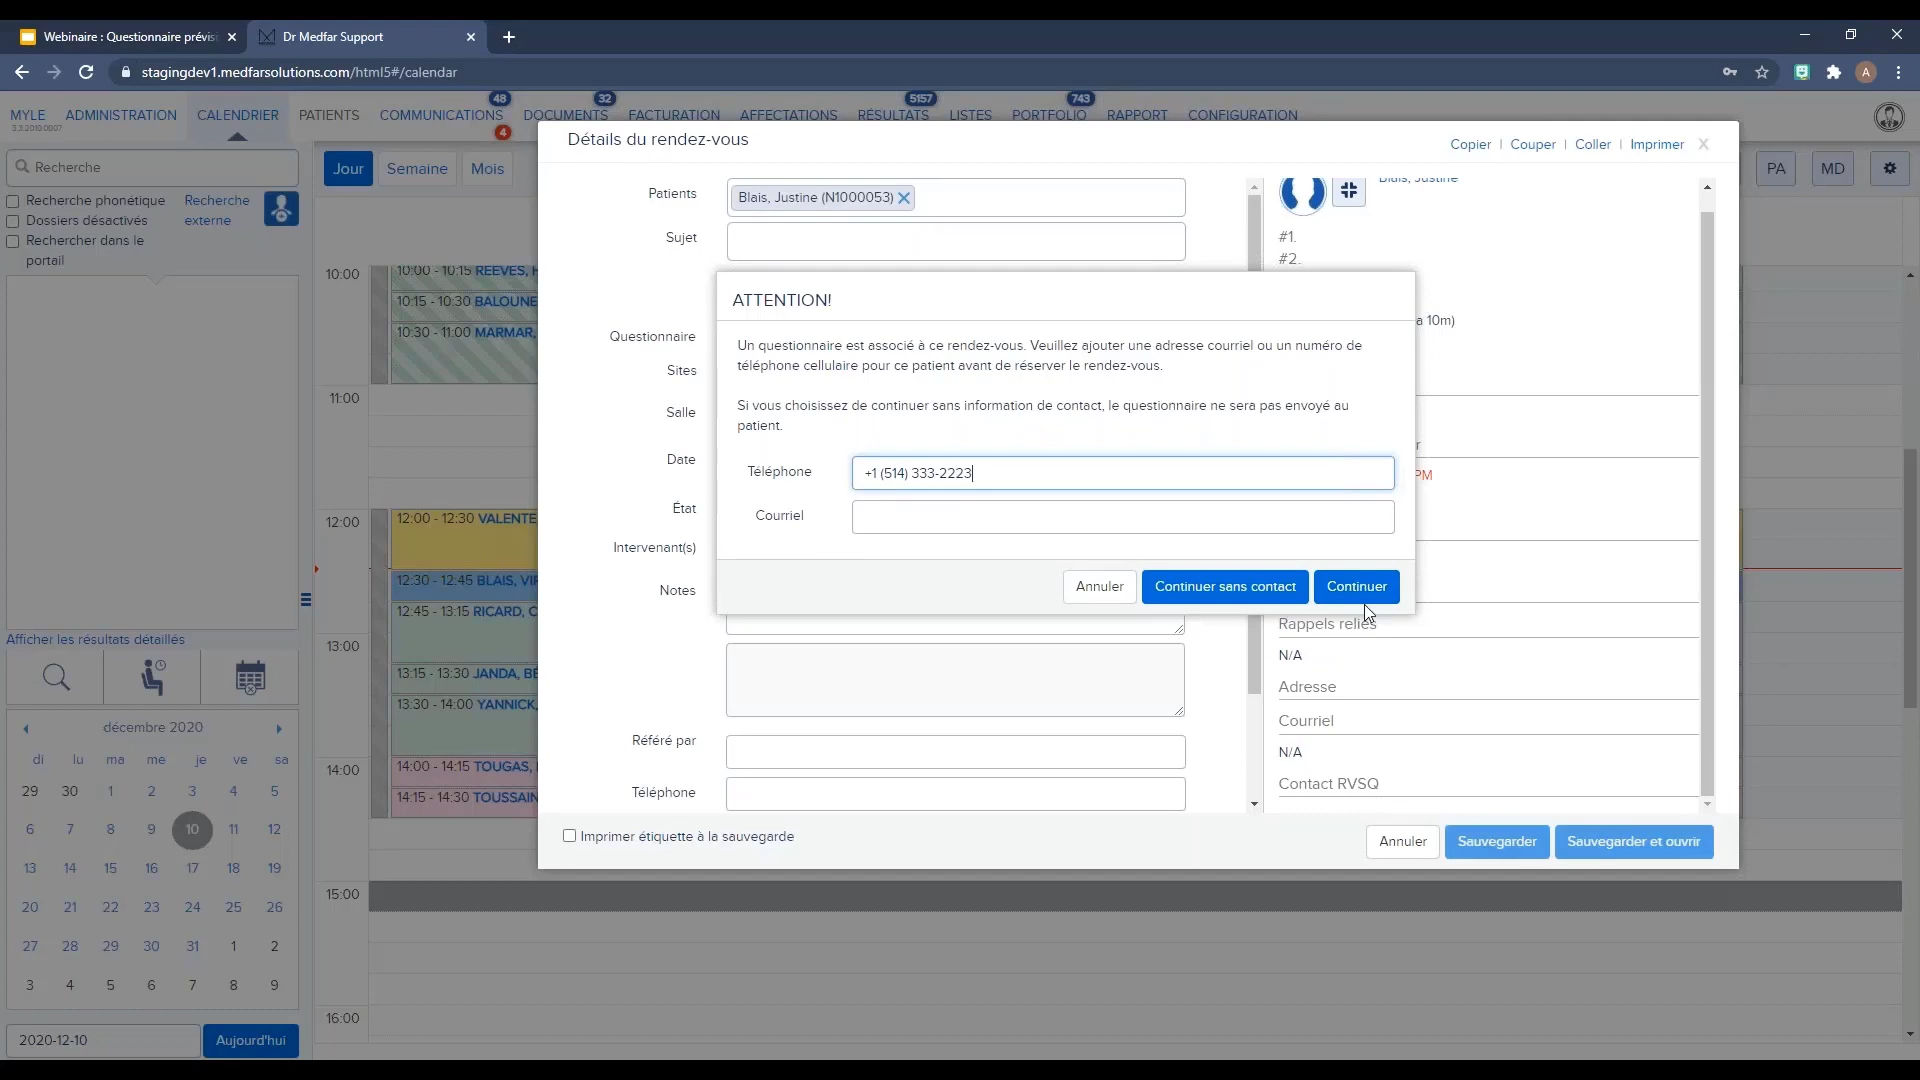 Webinaire : Questionnaire prévis
Dr Medfar Support
stagingdev1.medfarsolutions.com/html5#/calendar
A
MYLE
3.3.2010.0007
ADMINISTRATION
CALENDRIER
PATIENTS
COMMUNICATIONS
48
4
DOCUMENTS
32
FACTURATION
AFFECTATIONS
RÉSULTATS
5157
LISTES
PORTFOLIO
743
RAPPORT
CONFIGURATION
Recherche
Recherche phonétique
Dossiers désactivés
Rechercher dans le
portail
Recherche
externe
Jour
Semaine
Mois
PA
MD
Détails du rendez-vous
Copier | Couper | Coller | Imprimer X
Patients
Blais, Justine (N1000053)
Sujet
Questionnaire
Sites
Salle
Date
État
Intervenant(s)
Notes
Référé par
Téléphone
Blais, Justine
#1.
#2.
a 10m)
r
PM
Rappels reliés
N/A
Adresse
Courriel
N/A
Contact RVSQ
ATTENTION!
Un questionnaire est associé à ce rendez-vous. Veuillez ajouter une adresse courriel ou un numéro de
téléphone cellulaire pour ce patient avant de réserver le rendez-vous.
Si vous choisissez de continuer sans information de contact, le questionnaire ne sera pas envoyé au
patient.
Téléphone
+1 (514) 333-2223
Courriel
Annuler
Continuer sans contact
Continuer
Imprimer étiquette à la sauvegarde
Annuler
Sauvegarder
Sauvegarder et ouvrir
10:00
10:00 - 10:15 REEVES, H
10:15 - 10:30 BALOUNE
10:30 - 11:00 MARMAR,
11:00
12:00
12:00 - 12:30 VALENTE
12:30 - 12:45 BLAIS, VIR
12:45 - 13:15 RICARD, C
13:00
13:15 - 13:30 JANDA, BÉ
13:30 - 14:00 YANNICK,
14:00
14:00 - 14:15 TOUGAS,
14:15 - 14:30 TOUSSAIN
15:00
16:00
Afficher les résultats détaillés
décembre 2020
di lu ma me je ve sa
29 30 1 2 3 4 5
6 7 8 9 10 11 12
13 14 15 16 17 18 19
20 21 22 23 24 25 26
27 28 29 30 31 1 2
3 4 5 6 7 8 9
2020-12-10
Aujourd'hui